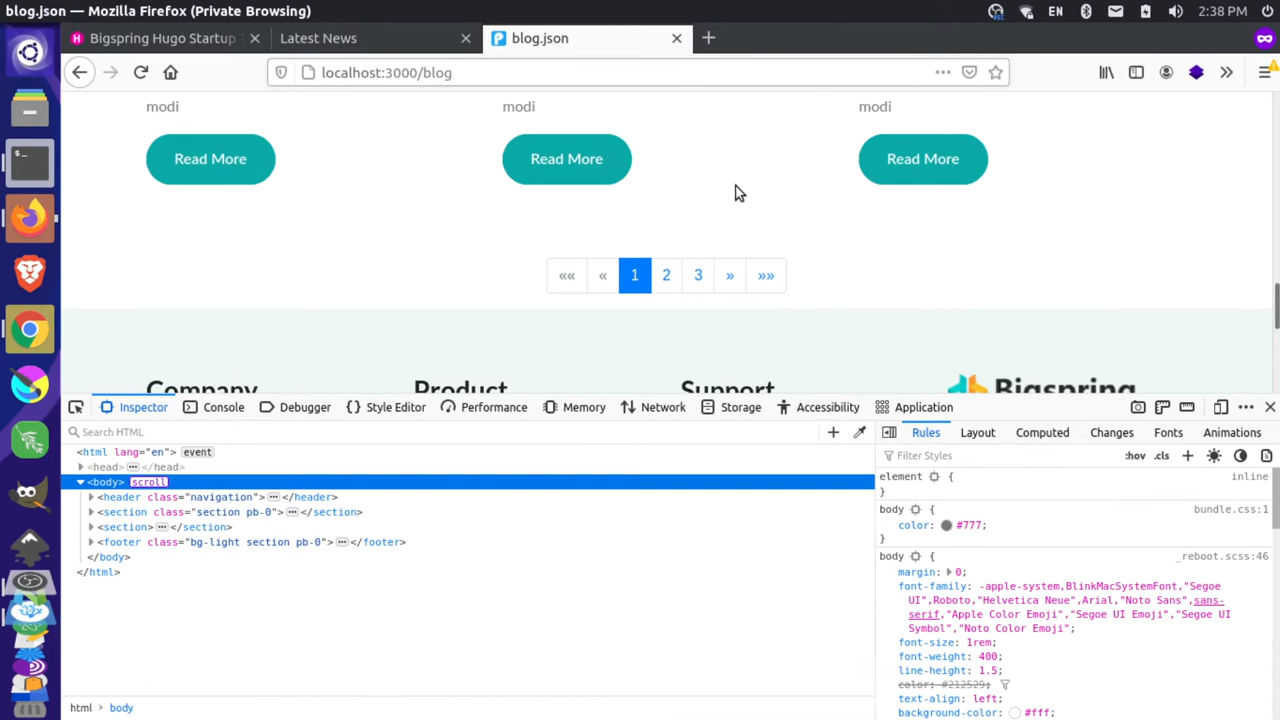 blog.json — Mozilla Firefox (Private Browsing)
REC EN 2:38 PM
Bigspring Hugo Startup T
Latest News
blog.json
localhost:3000/blog
modi modi modi
Read More Read More Read More
«« « 1 2 3 » »»
Company Product Support Bigspring
Inspector Console Debugger Style Editor Performance Memory Network Storage Accessibility Application
Search HTML
Rules Layout Computed Changes Fonts Animations
<html lang="en"> event
<head> </head>
<body> scroll
<header class="navigation"> </header>
<section class="section pb-0"> </section>
<section> </section>
<footer class="bg-light section pb-0"> </footer>
</body>
</html>
html body
Filter Styles :hov .cls
element { inline
}
body { bundle.css:1
color: #777;
}
body { _reboot.scss:46
margin: 0;
font-family: -apple-system,BlinkMacSystemFont,"Segoe
UI",Roboto,"Helvetica Neue",Arial,"Noto Sans",sans-
serif,"Apple Color Emoji","Segoe UI Emoji","Segoe UI
Symbol","Noto Color Emoji";
font-size: 1rem;
font-weight: 400;
line-height: 1.5;
color: #212529;
text-align: left;
background-color: #fff;